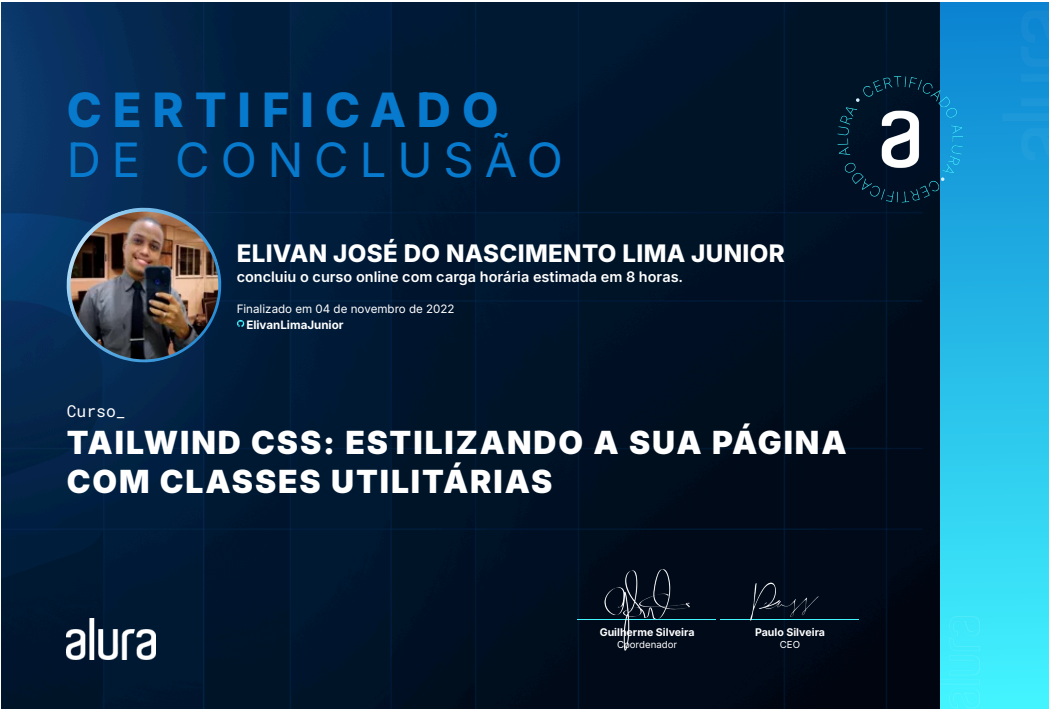 CERTIFICADO
DE CONCLUSÃO
CERTIFICADO ALURA • CERTIFICADO ALURA •
a
ELIVAN JOSÉ DO NASCIMENTO LIMA JUNIOR
concluiu o curso online com carga horária estimada em 8 horas.
Finalizado em 04 de novembro de 2022
ElivanLimaJunior
Curso_
TAILWIND CSS: ESTILIZANDO A SUA PÁGINA
COM CLASSES UTILITÁRIAS
Guilherme Silveira
Coordenador
Paulo Silveira
CEO
alura
alura
alura